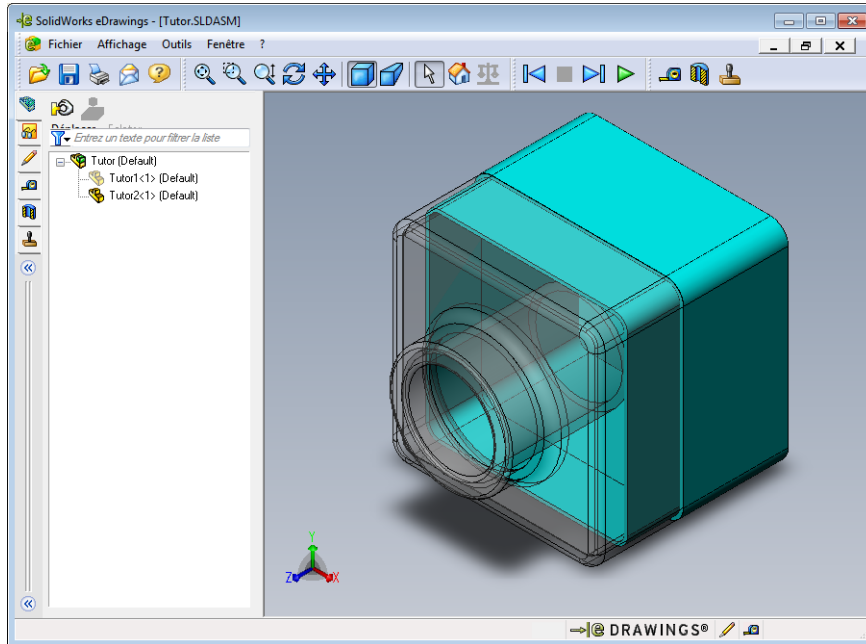 SolidWorks eDrawings - [Tutor.SLDASM]
Fichier Affichage Outils Fenêtre ?
Entrez un texte pour filtrer la liste
Tutor (Default)
Tutor1<1> (Default)
Tutor2<1> (Default)
Y
Z X
e DRAWINGS®